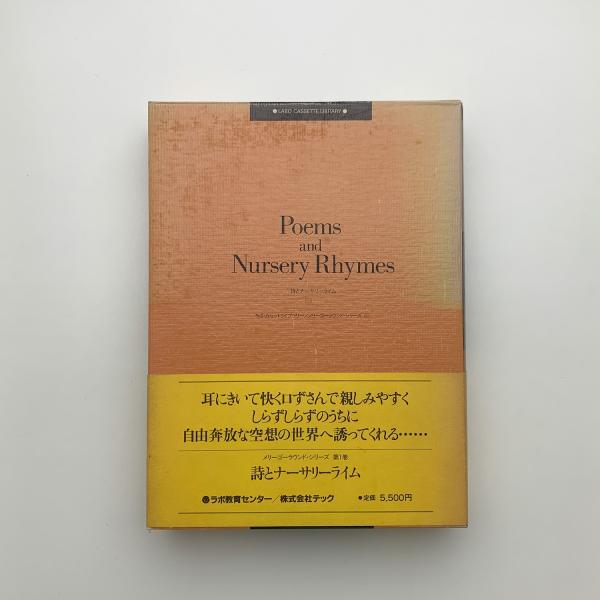 ● LABO CASSETTE LIBRARY ●
Poems
and
Nursery Rhymes
詩とナーサリーライム
耳にきいて快く口ずさんで親しみやすく
しらずしらずのうちに
自由奔放な空想の世界へ誘ってくれる……
メリーゴーラウンド・シリーズ 第1巻
詩とナーサリーライム
ラボ教育センター／株式会社テック
●定価 5,500円